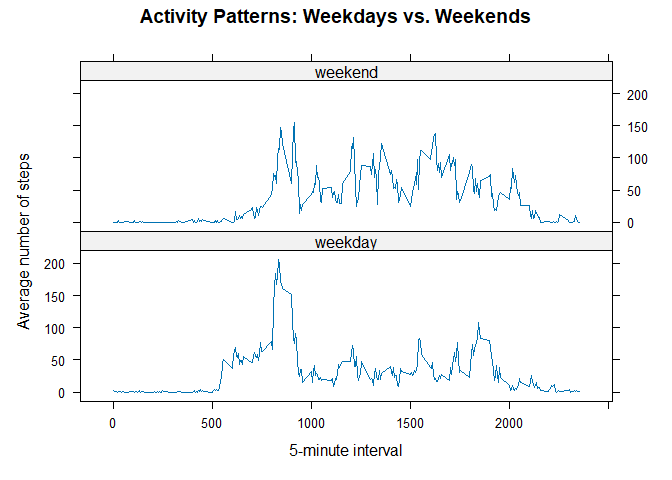 Activity Patterns: Weekdays vs. Weekends
weekend
200
150
100
50
0
weekday
200
150
100
50
0
Average number of steps
0 500 1000 1500 2000
5-minute interval